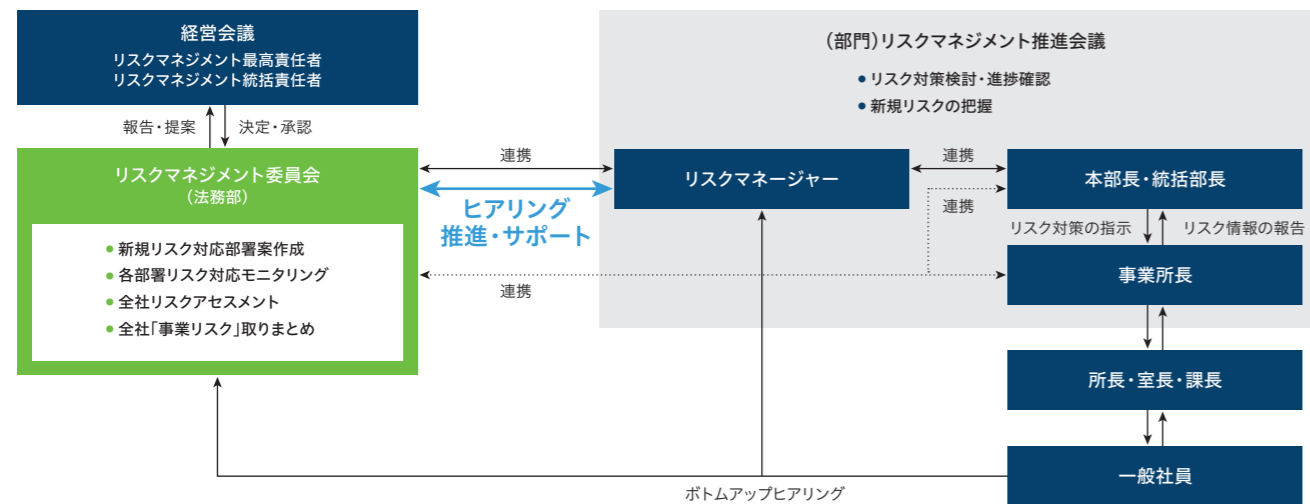 経営会議
リスクマネジメント最高責任者
リスクマネジメント統括責任者
報告・提案
決定・承認
リスクマネジメント委員会
(法務部)
● 新規リスク対応部署案作成
● 各部署リスク対応モニタリング
● 全社リスクアセスメント
● 全社「事業リスク」取りまとめ
連携
ヒアリング
推進・サポート
連携
(部門)リスクマネジメント推進会議
● リスク対策検討・進捗確認
● 新規リスクの把握
リスクマネージャー
連携
連携
本部長・統括部長
リスク対策の指示
リスク情報の報告
事業所長
所長・室長・課長
一般社員
ボトムアップヒアリング